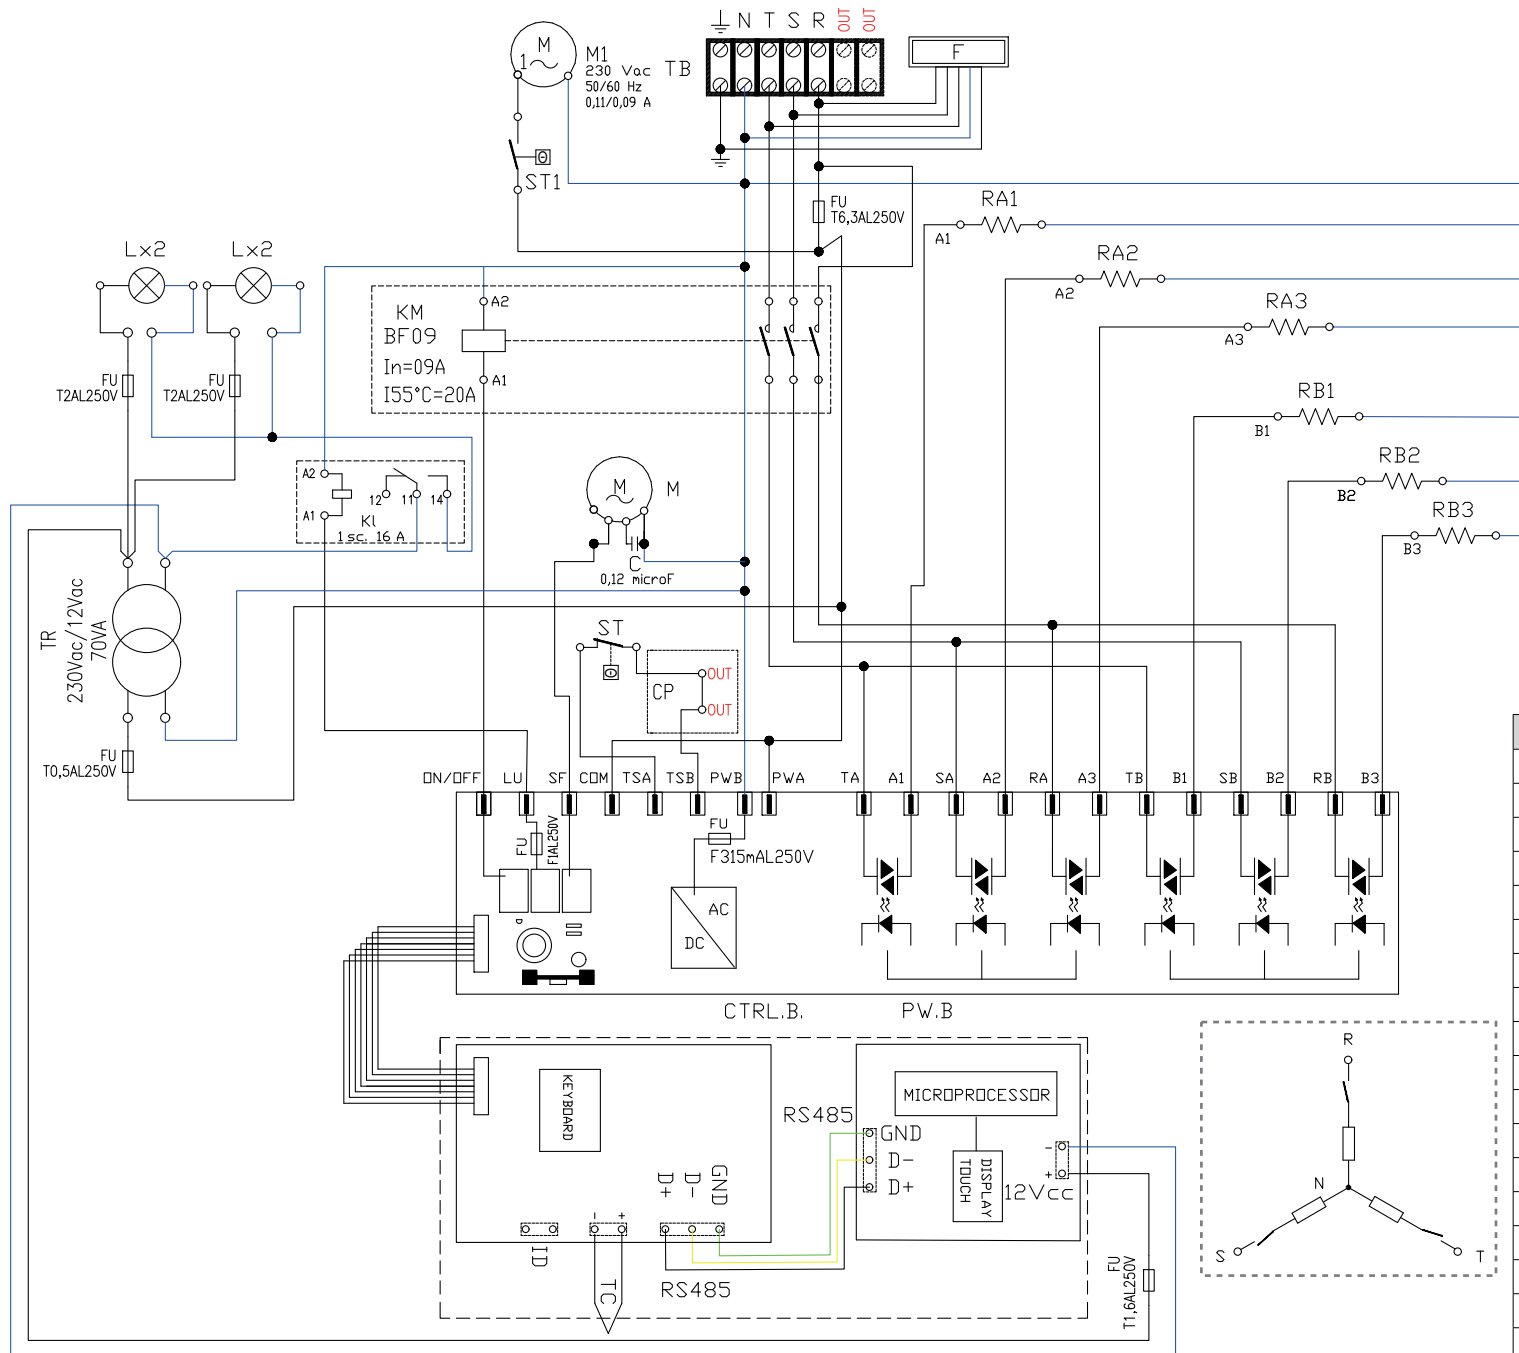 N T S R OUT OUT
M
1
M1
230 Vac
50/60 Hz
0,11/0,09 A
TB
F
ST1
FU
T6,3AL250V
RA1
A1
RA2
A2
RA3
A3
RB1
B1
RB2
B2
RB3
B3
Lx2
Lx2
FU
T2AL250V
FU
T2AL250V
KM
BF09
In=09A
I55°C=20A
A2
A1
A2
A1
12
11
14
KL
1 sc. 16 A
M
M
C
0,12 microF
TR
230Vac/12Vac
70VA
FU
T0,5AL250V
ST
CP
OUT
OUT
ON/OFF LU SF COM TSA TSB PWB PWA TA A1 SA A2 RA A3 TB B1 SB B2 RB B3
FU
F1AL250V
FU
F315mAL250V
AC
DC
CTRL.B.
PW.B
KEYBOARD
MICROPROCESSOR
DISPLAY
TOUCH
RS485
GND
D-
D+
-
+
12Vcc
D+
D-
GND
ID
-
+
TC
RS485
FU
T1,6AL250V
R
N
S
T